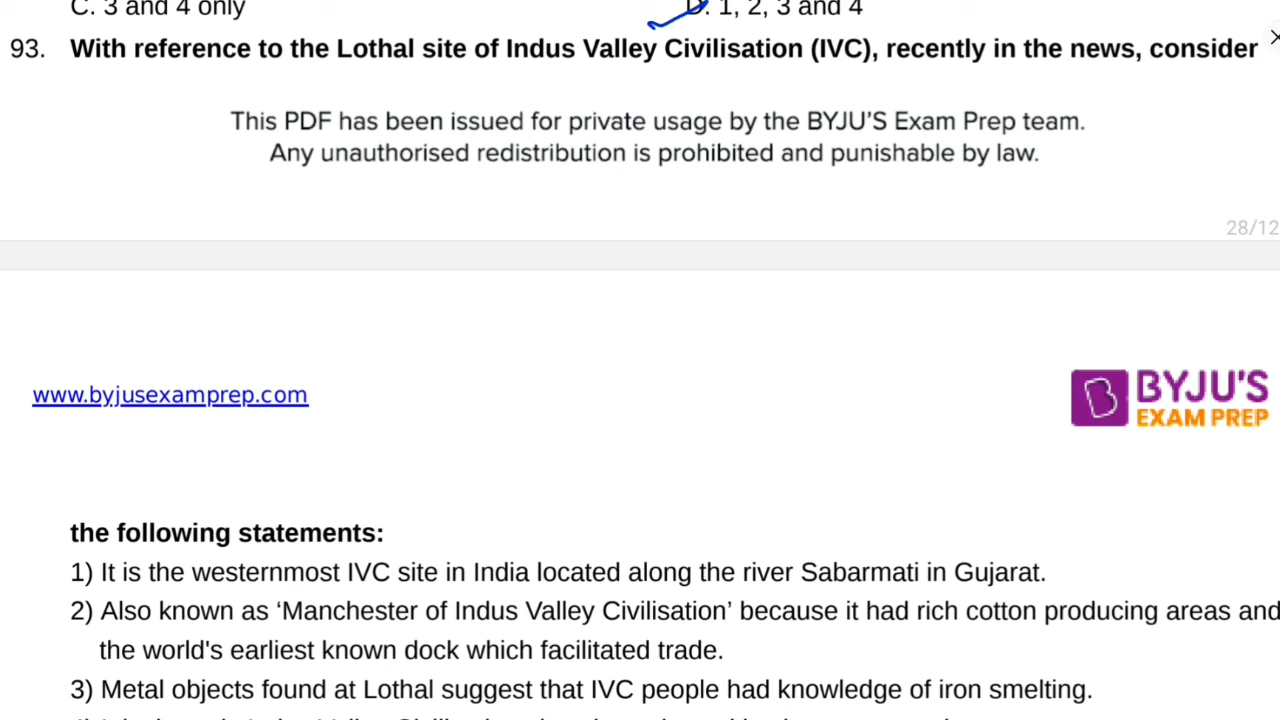 C. 3 and 4 only D. 1, 2, 3 and 4
93. With reference to the Lothal site of Indus Valley Civilisation (IVC), recently in the news, consider
This PDF has been issued for private usage by the BYJU'S Exam Prep team.
Any unauthorised redistribution is prohibited and punishable by law.
28/12
www.byjusexamprep.com
BYJU'S
EXAM PREP
the following statements:
1) It is the westernmost IVC site in India located along the river Sabarmati in Gujarat.
2) Also known as ‘Manchester of Indus Valley Civilisation’ because it had rich cotton producing areas and
the world's earliest known dock which facilitated trade.
3) Metal objects found at Lothal suggest that IVC people had knowledge of iron smelting.